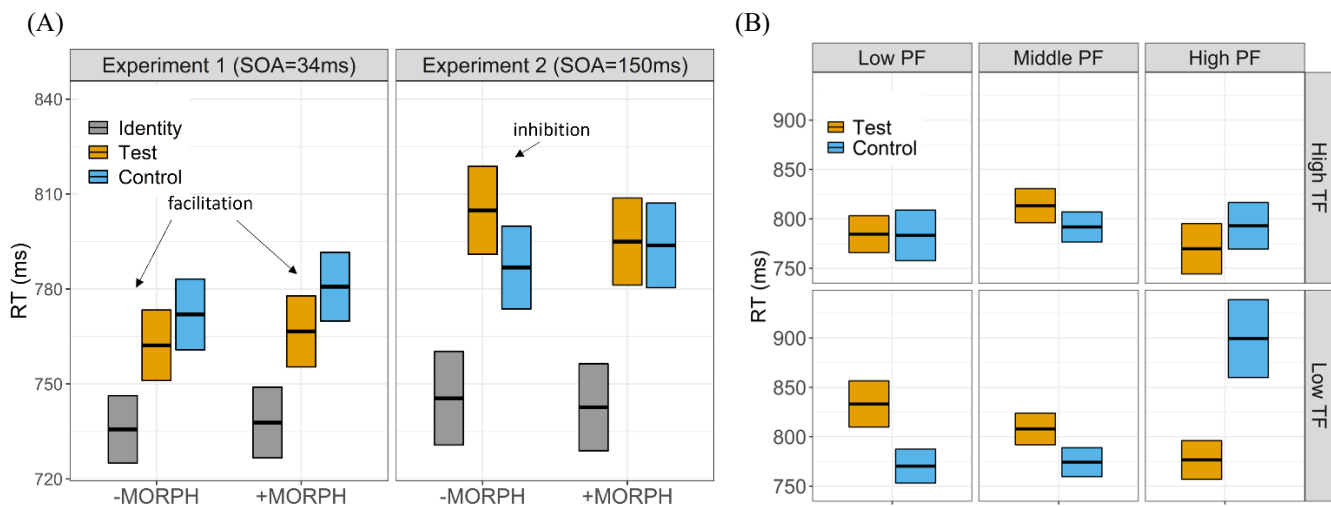 (A)
Experiment 1 (SOA=34ms)
Experiment 2 (SOA=150ms)
840
810
780
750
720
RT (ms)
Identity
Test
Control
facilitation
inhibition
-MORPH
+MORPH
-MORPH
+MORPH
(B)
Low PF
Middle PF
High PF
900
850
800
750
Test
Control
High TF
RT (ms)
900
850
800
750
Low TF